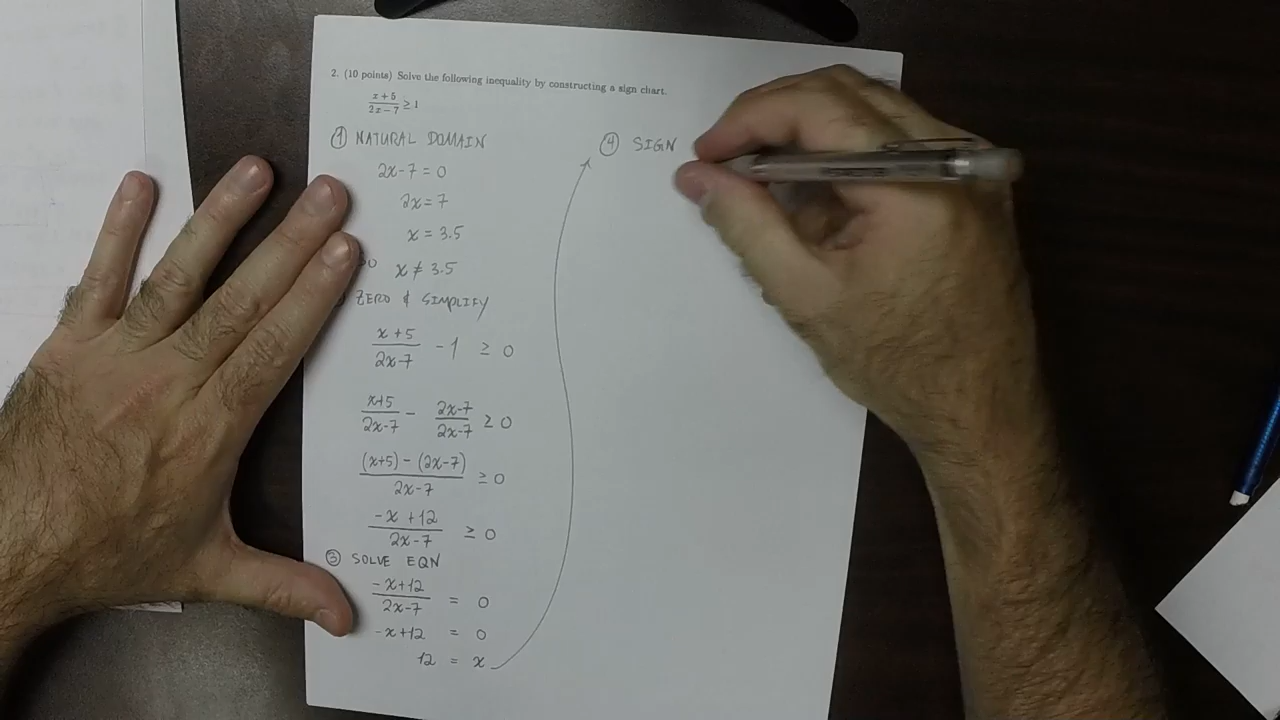 2. (10 points) Solve the following inequality by constructing a sign chart.
x+5 / 2x−7 ≥ 1
① NATURAL DOMAIN
2x-7 = 0
2x = 7
x = 3.5
x ≠ 3.5
ZERO & SIMPLIFY
x+5 / 2x-7 - 1 ≥ 0
x+5 / 2x-7 - 2x-7 / 2x-7 ≥ 0
(x+5) - (2x-7) / 2x-7 ≥ 0
-x+12 / 2x-7 ≥ 0
③ SOLVE EQN
-x+12 / 2x-7 = 0
-x+12 = 0
12 = x
④ SIGN